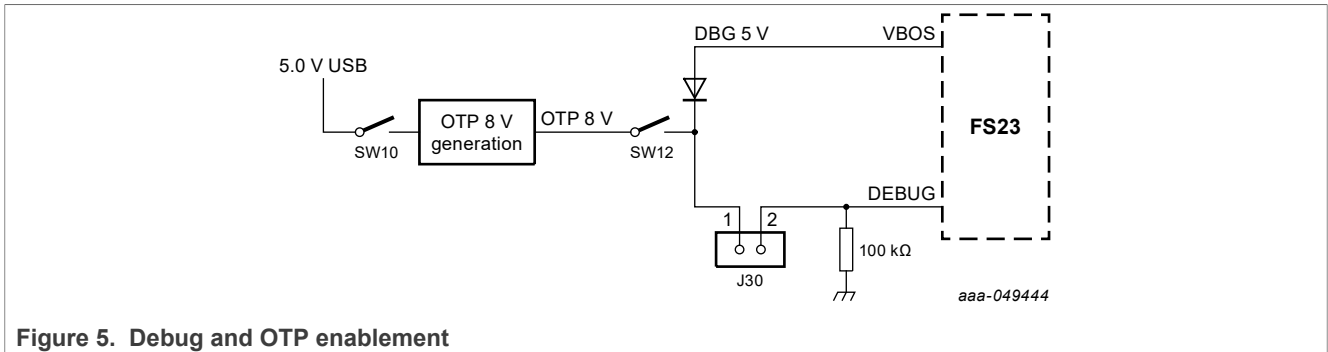 DBG 5 V
VBOS
5.0 V USB
OTP 8 V
generation
OTP 8 V
SW10
SW12
FS23
DEBUG
1
2
100 kΩ
J30
aaa-049444
Figure 5. Debug and OTP enablement